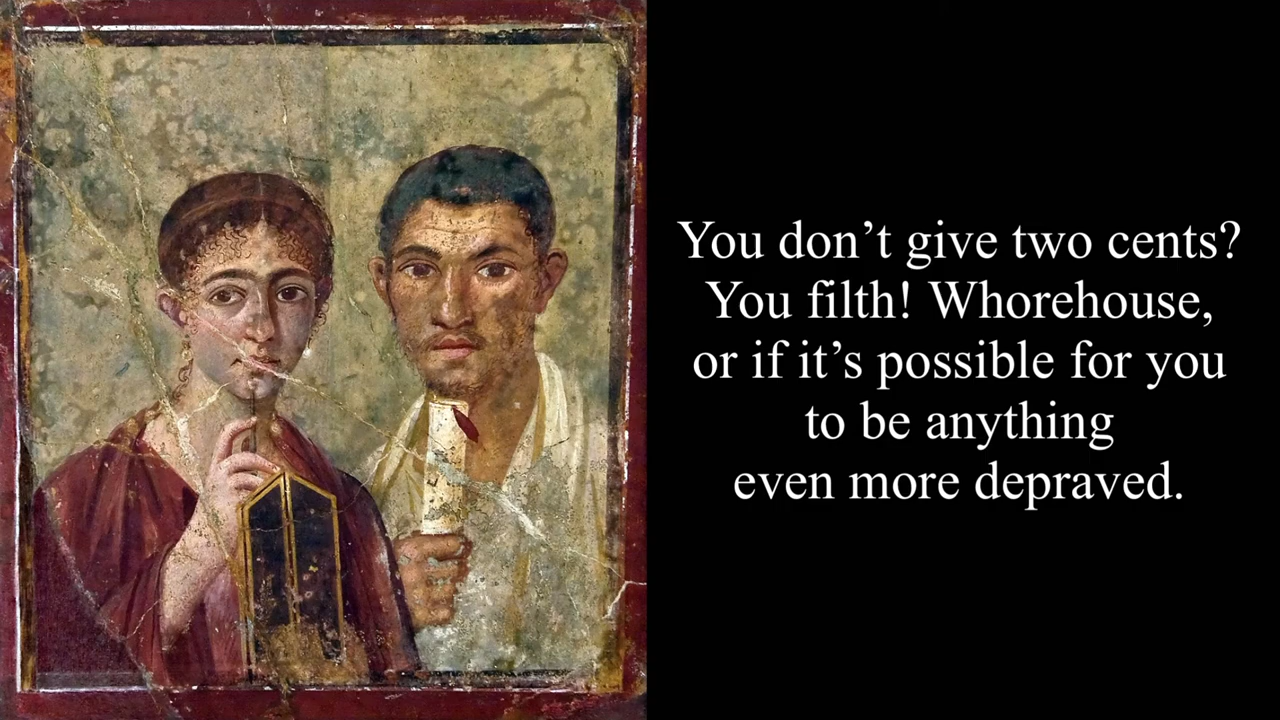 You don’t give two cents?
You filth! Whorehouse,
or if it’s possible for you
to be anything
even more depraved.